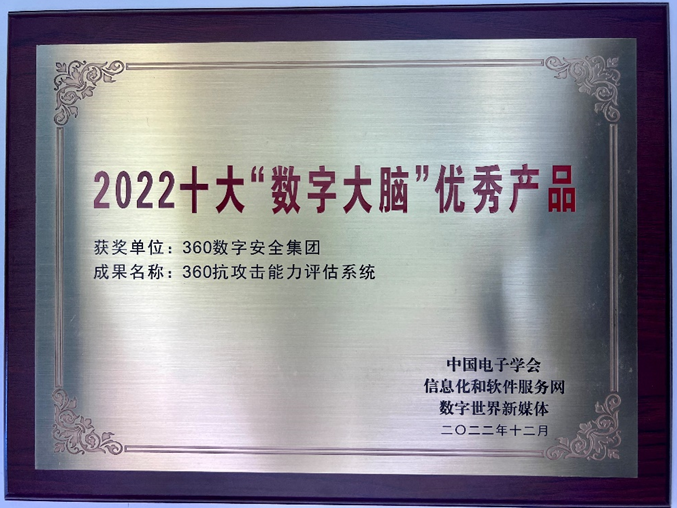 2022十大“数字大脑”优秀产品
获奖单位：360数字安全集团
成果名称：360抗攻击能力评估系统
中国电子学会
信息化和软件服务网
数字世界新媒体
二〇二二年十二月